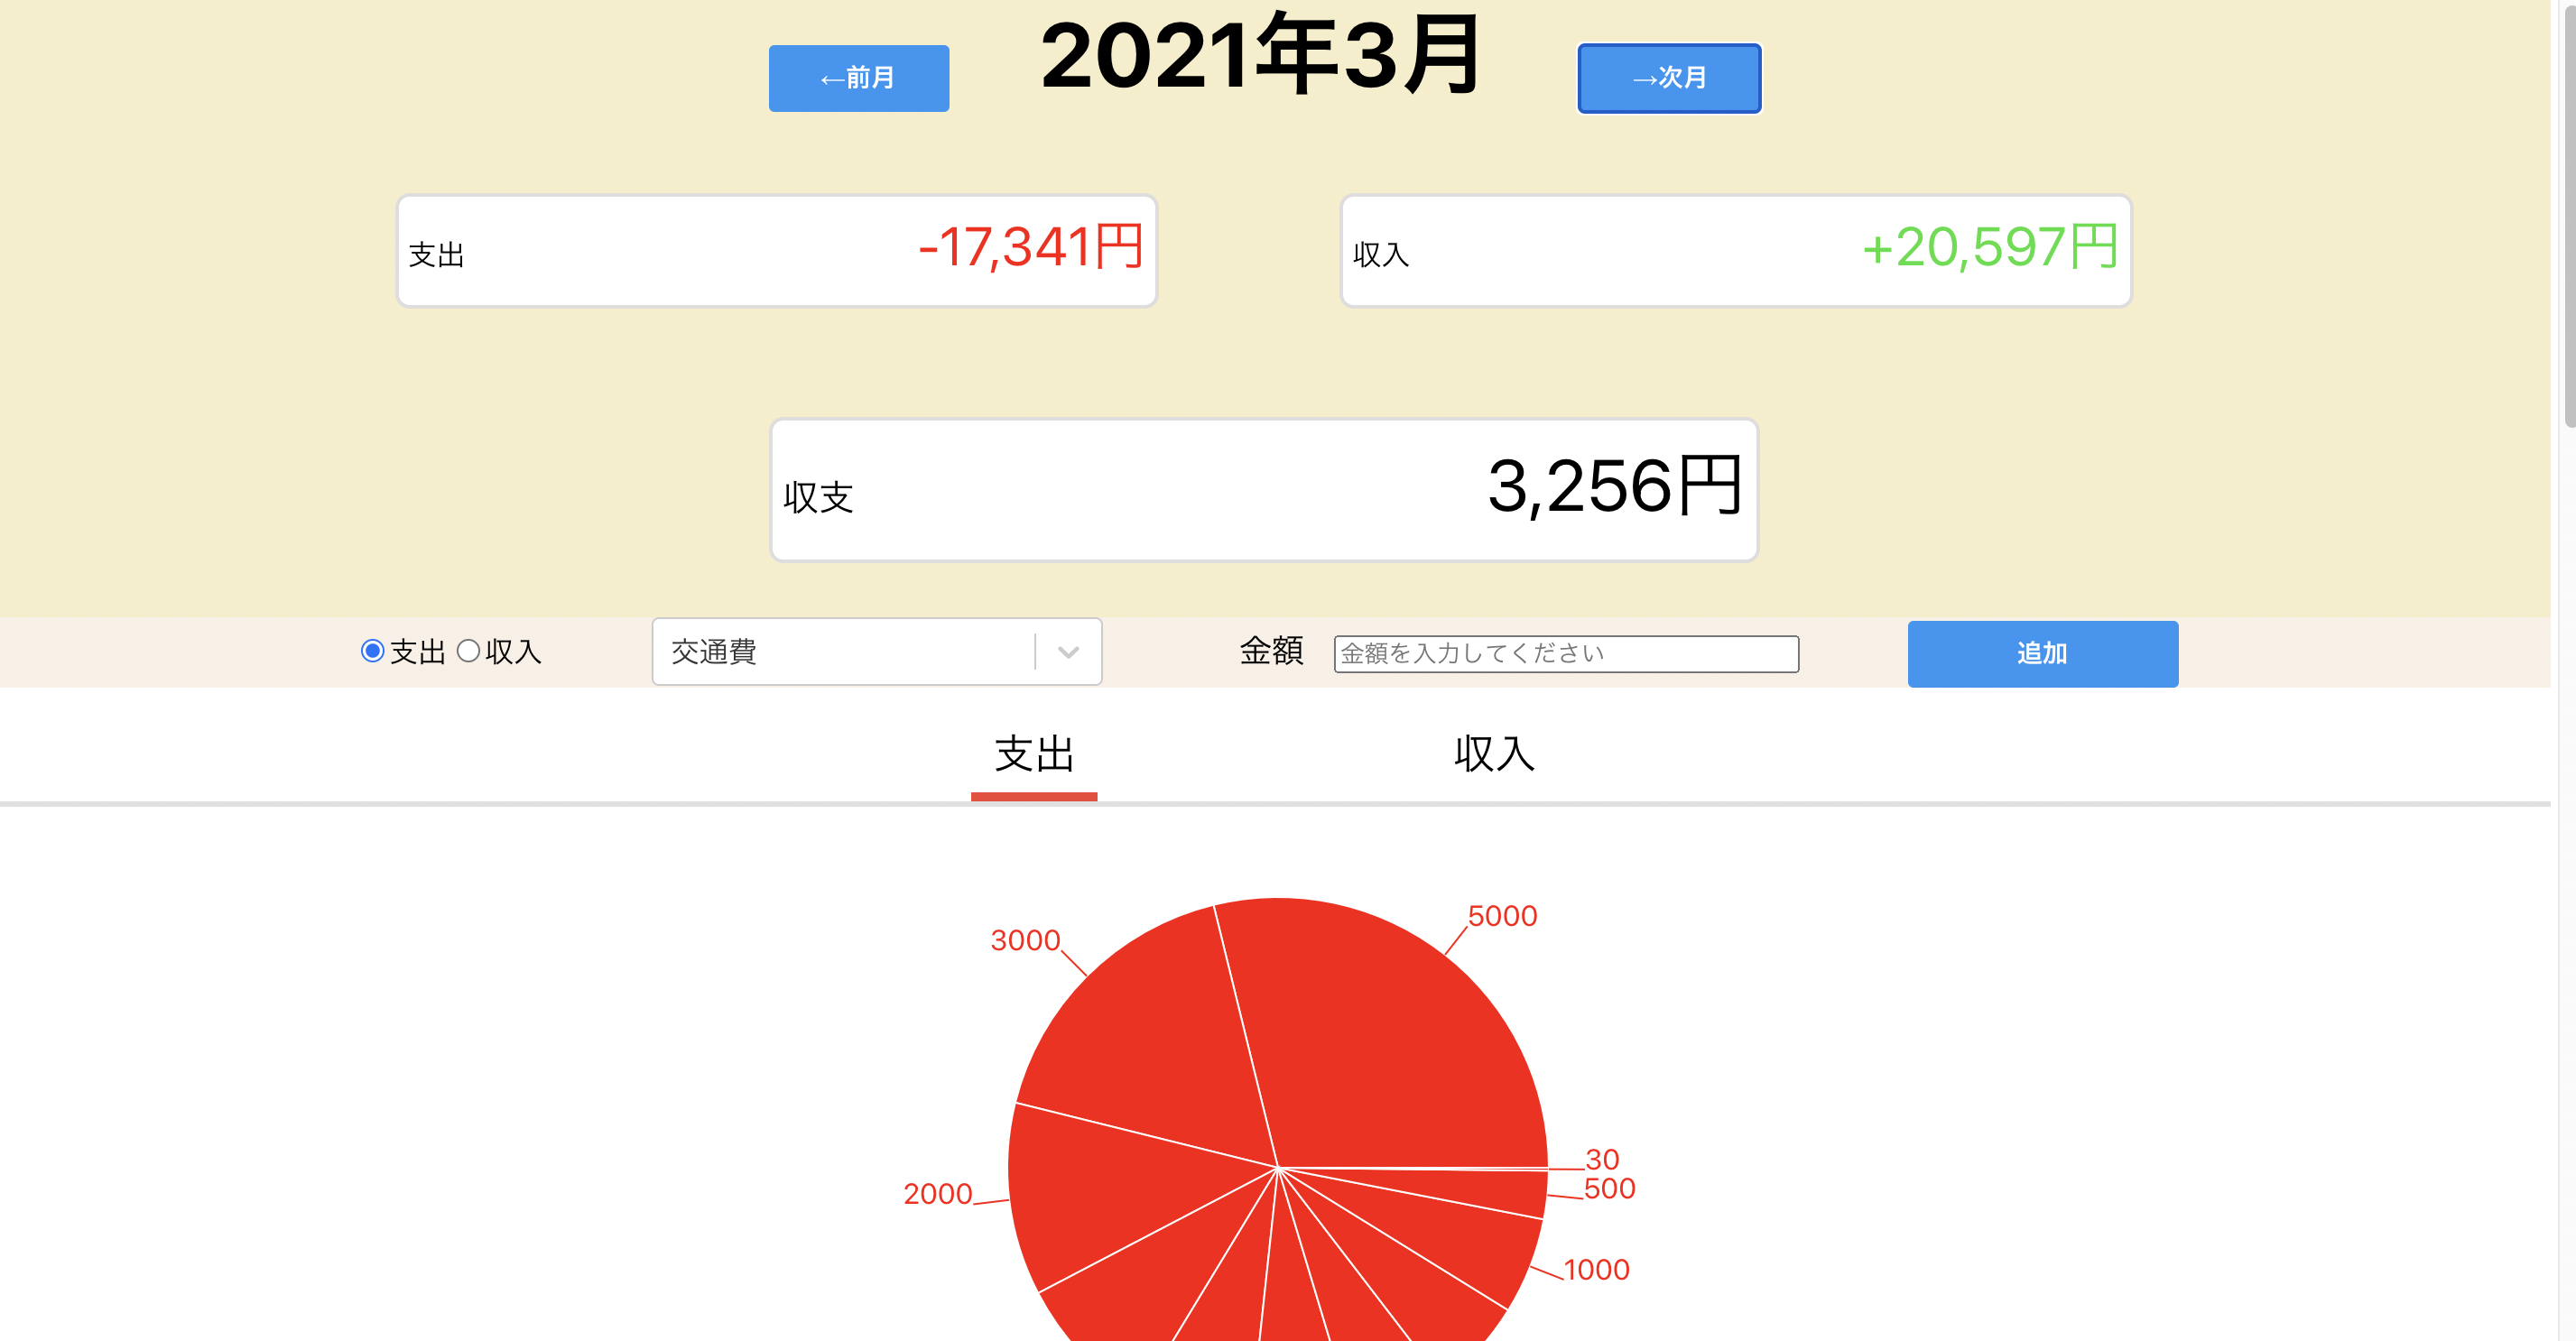 ←前月 2021年3月 →次月
支出 -17,341円 収入 +20,597円
収支 3,256円
支出 収入 交通費 金額 金額を入力してください 追加
支出 収入
5000
3000
30
500
2000
1000